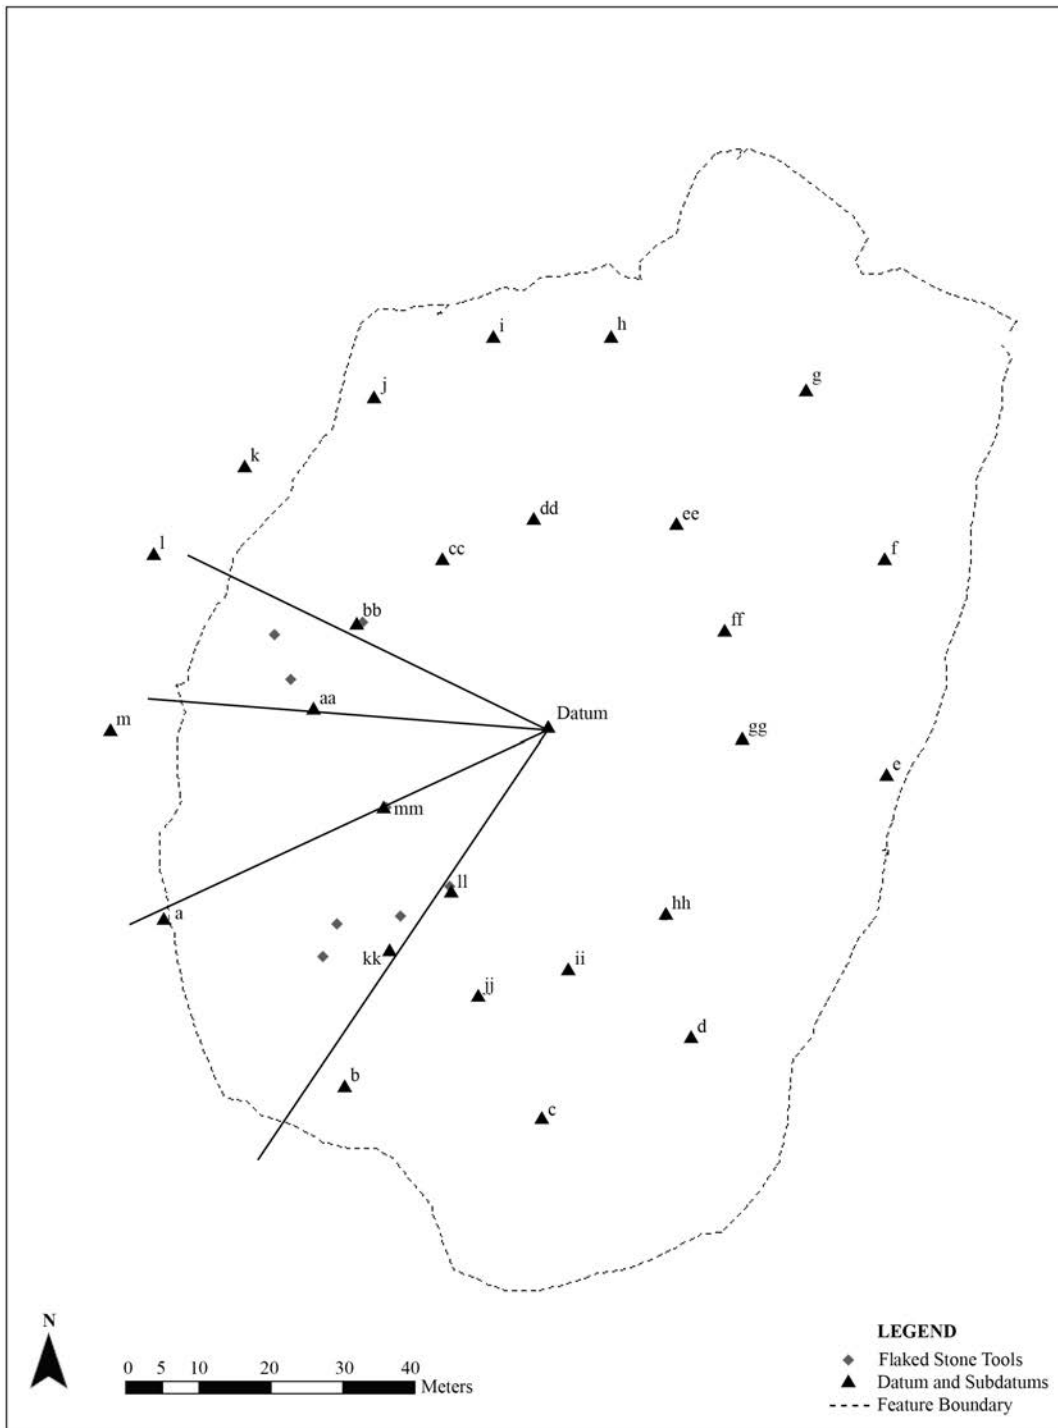 i
h
j
g
k
dd
ee
l
cc
f
bb
ff
aa
m
Datum
gg
e
mm
ll
a
hh
kk
ii
jj
d
b
c
N
LEGEND
0 5 10 20 30 40
Flaked Stone Tools
Meters
Datum and Subdatums
Feature Boundary